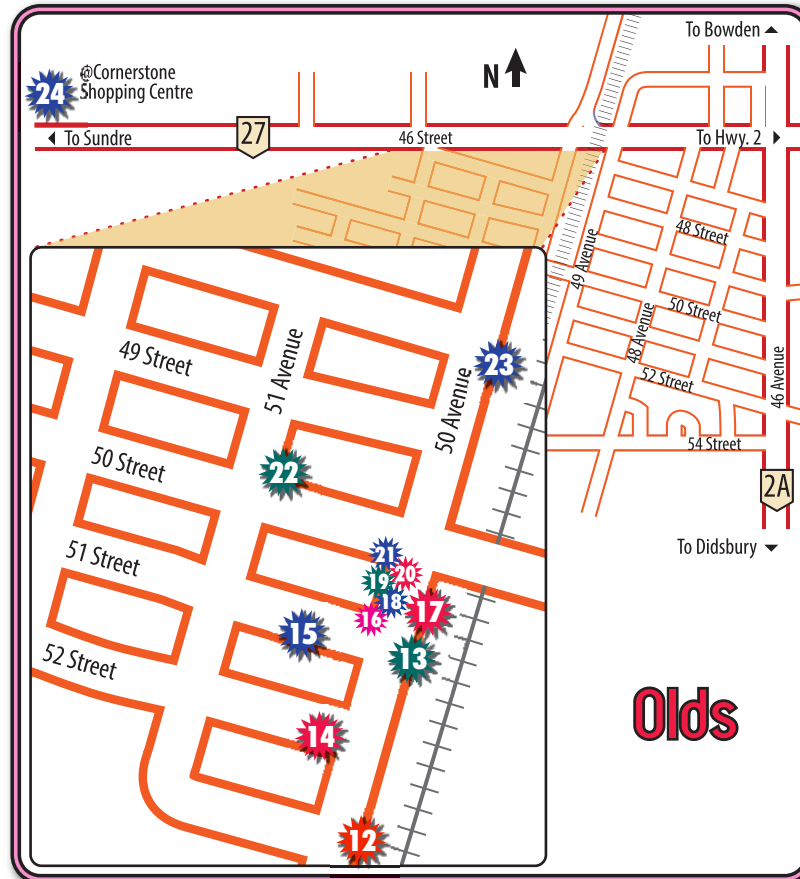 To Bowden
@Cornerstone
Shopping Centre
24
N
27
To Sundre
46 Street
To Hwy. 2
48 Street
49 Avenue
50 Street
48 Avenue
52 Street
46 Avenue
54 Street
2A
To Didsbury
49 Street
51 Avenue
50 Avenue
23
22
50 Street
21
20
19
18
17
16
51 Street
15
13
52 Street
14
12
Olds